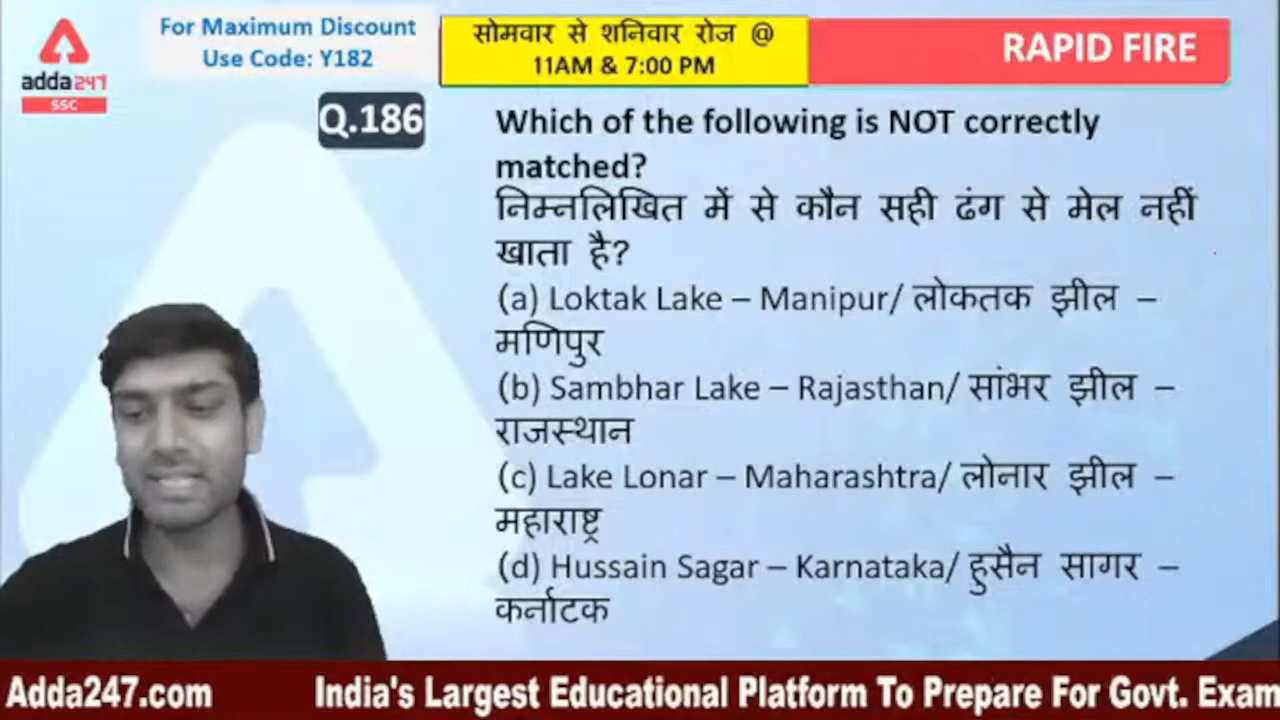 For Maximum Discount
Use Code: Y182
सोमवार से शनिवार रोज @
11AM & 7:00 PM
RAPID FIRE
adda247
SSC
Q.186
Which of the following is NOT correctly
matched?
निम्नलिखित में से कौन सही ढंग से मेल नहीं
खाता है?
(a) Loktak Lake – Manipur/ लोकतक झील –
मणिपुर
(b) Sambhar Lake – Rajasthan/ सांभर झील –
राजस्थान
(c) Lake Lonar – Maharashtra/ लोनार झील –
महाराष्ट्र
(d) Hussain Sagar – Karnataka/ हुसैन सागर –
कर्नाटक
Adda247.com
India's Largest Educational Platform To Prepare For Govt. Exam